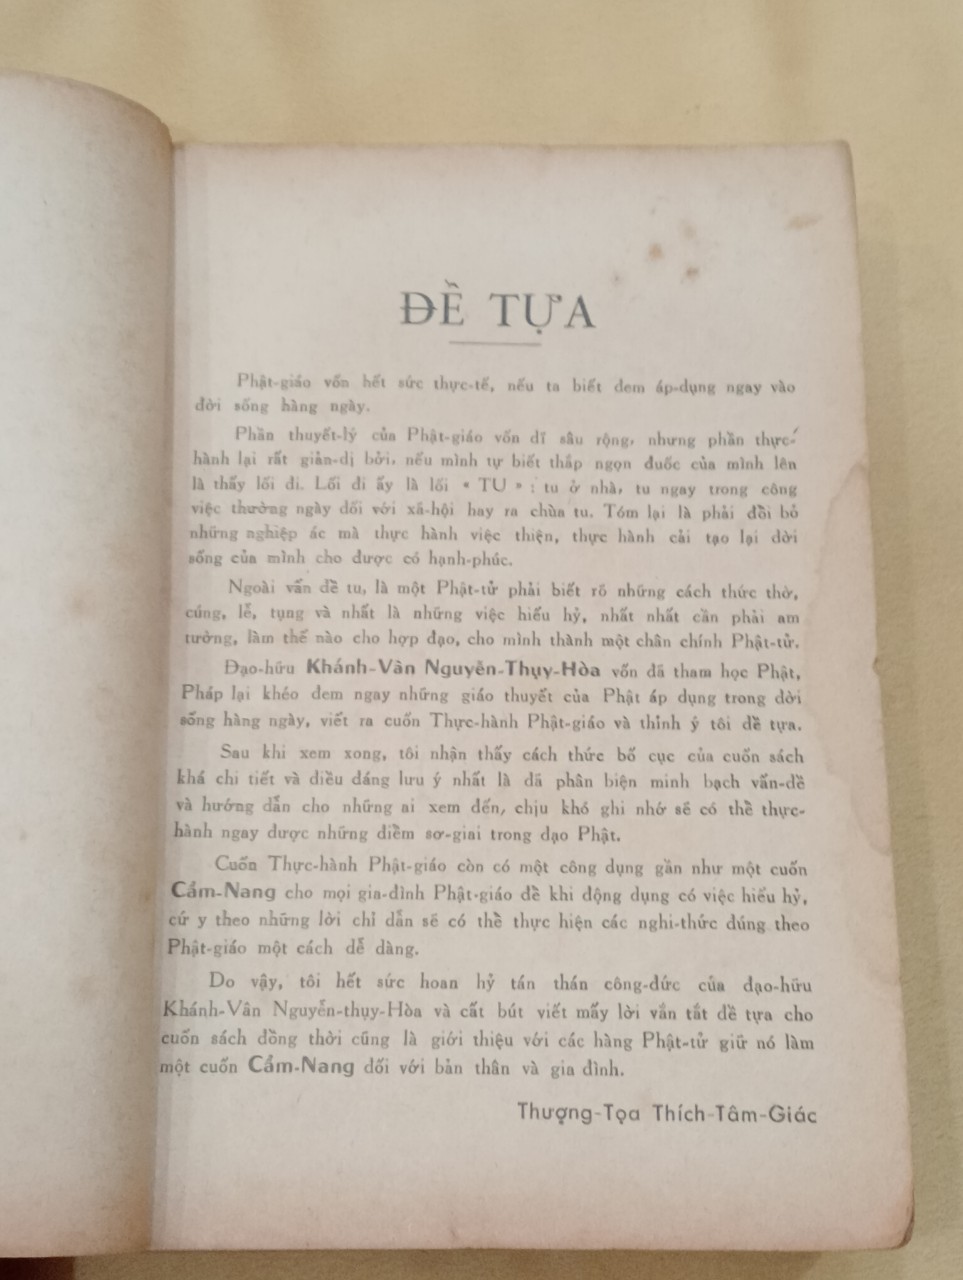 ĐỀ TỰA
Phật-giáo vốn hết sức thực-tế, nếu ta biết đem áp-dụng ngay vào
đời sống hàng ngày.
Phần thuyết-lý của Phật-giáo vốn dĩ sâu rộng, nhưng phần thực-
hành lại rất giản-dị bởi, nếu mình tự biết thắp ngọn đuốc của mình lên
là thấy lối đi. Lối đi ấy là lối « TU » : tu ở nhà, tu ngay trong công
việc thường ngày đối với xã-hội hay ra chùa tu. Tóm lại là phải đổi bỏ
những nghiệp ác mà thực hành việc thiện, thực hành cải tạo lại đời
sống của mình cho được có hạnh-phúc.
Ngoài vấn đề tu, là một Phật-tử phải biết rõ những cách thức thờ,
cúng, lễ, tụng và nhất là những việc hiếu hỷ, nhất nhất cần phải am
tường, làm thế nào cho hợp đạo, cho mình thành một chân chính Phật-tử.
Đạo-hữu Khánh-Vân Nguyễn-Thụy-Hòa vốn đã tham học Phật,
Pháp lại khéo đem ngay những giáo thuyết của Phật áp dụng trong đời
sống hàng ngày, viết ra cuốn Thực-hành Phật-giáo và thỉnh ý tôi đề tựa.
Sau khi xem xong, tôi nhận thấy cách thức bố cục của cuốn sách
khá chi tiết và điều đáng lưu ý nhất là đã phân biện minh bạch vấn-đề
và hướng dẫn cho những ai xem đến, chịu khó ghi nhớ sẽ có thể thực-
hành ngay được những điểm sơ-giai trong đạo Phật.
Cuốn Thực-hành Phật-giáo còn có một công dụng gần như một cuốn
Cẩm-Nang cho mọi gia-đình Phật-giáo để khi động dụng có việc hiếu hỷ,
cứ y theo những lời chỉ dẫn sẽ có thể thực hiện các nghi-thức đúng theo
Phật-giáo một cách dễ dàng.
Do vậy, tôi hết sức hoan hỷ tán thán công-đức của đạo-hữu
Khánh-Vân Nguyễn-thụy-Hòa và cất bút viết mấy lời vắn tắt đề tựa cho
cuốn sách đồng thời cũng là giới thiệu với các hàng Phật-tử giữ nó làm
một cuốn Cẩm-Nang đối với bản thân và gia đình.
Thượng-Tọa Thích-Tâm-Giác